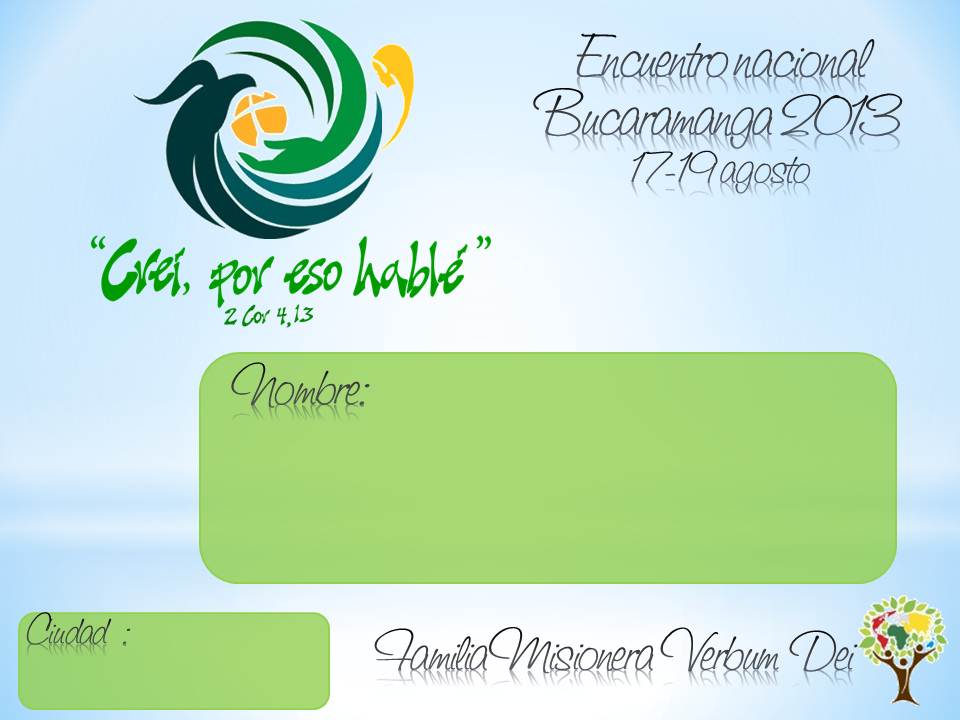 Encuentro nacional
Bucaramanga 2013
17-19 agosto
“Creí, por eso hablé”
2 Cor 4,13
Nombre:
Ciudad :
Familia Misionera Verbum Dei